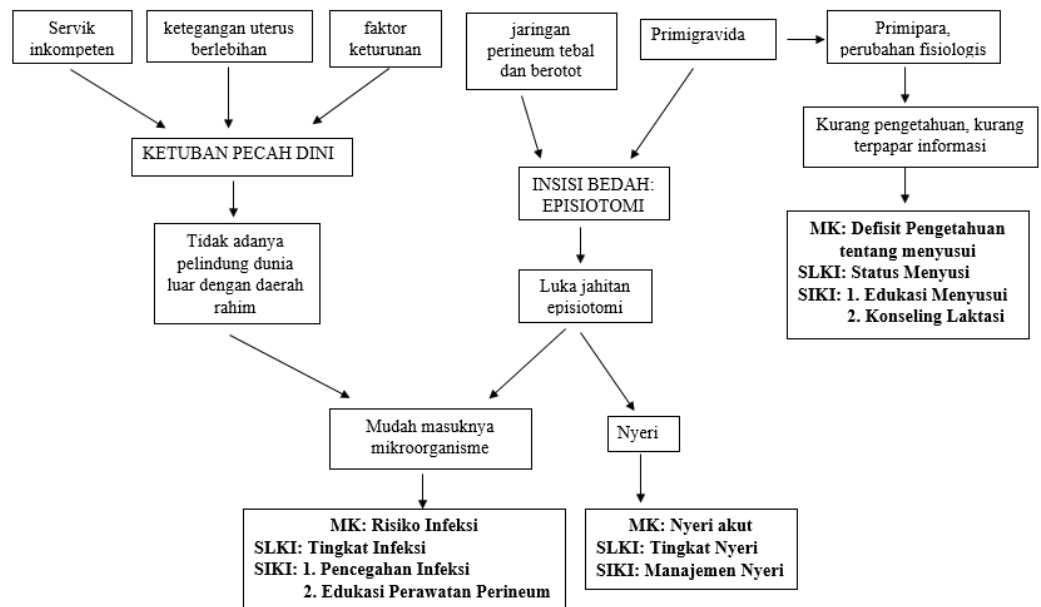 Servik
inkompeten
ketegangan uterus
berlebihan
faktor
keturunan
jaringan
perineum tebal
dan berotot
Primigravida
Primipara,
perubahan fisiologis
KETUBAN PECAH DINI
INSISI BEDAH:
EPISIOTOMI
Kurang pengetahuan, kurang
terpapar informasi
Tidak adanya
pelindung dunia
luar dengan daerah
rahim
Luka jahitan
episiotomi
MK: Defisit Pengetahuan
tentang menyusui
SLKI: Status Menyusi
SIKI: 1. Edukasi Menyusui
2. Konseling Laktasi
Mudah masuknya
mikroorganisme
Nyeri
MK: Risiko Infeksi
SLKI: Tingkat Infeksi
SIKI: 1. Pencegahan Infeksi
2. Edukasi Perawatan Perineum
MK: Nyeri akut
SLKI: Tingkat Nyeri
SIKI: Manajemen Nyeri